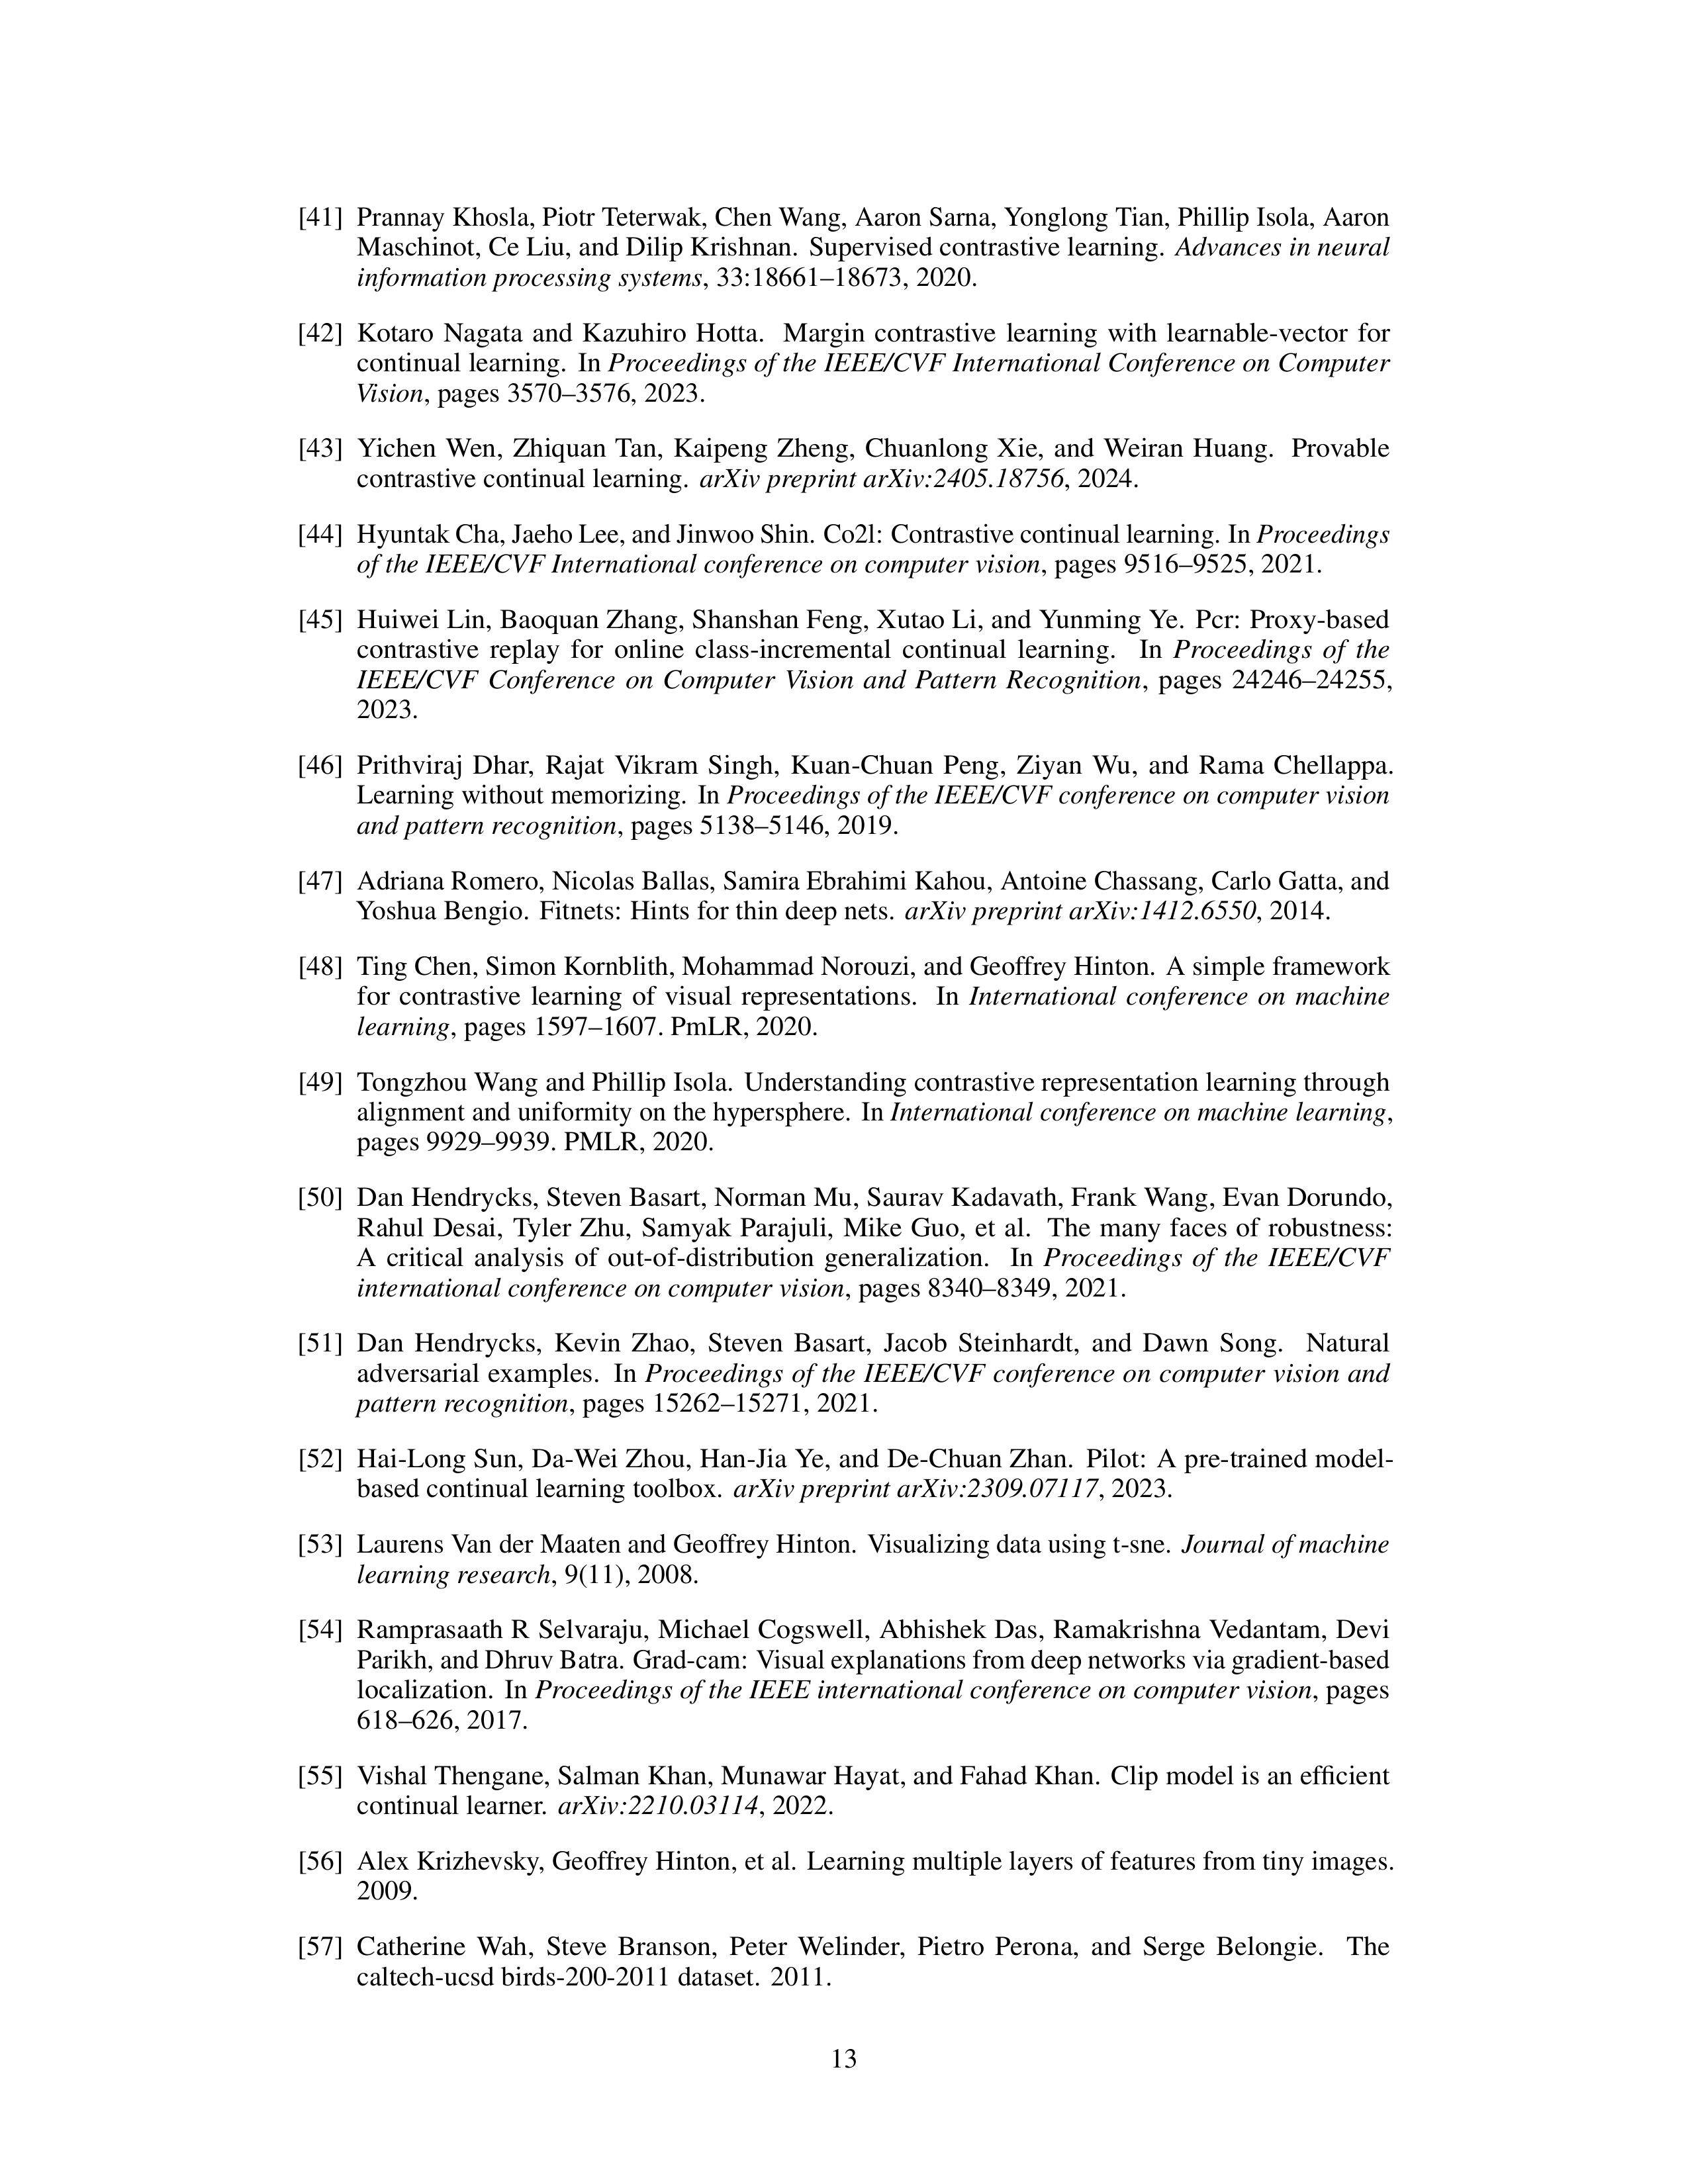 [41] Prannay Khosla, Piotr Teterwak, Chen Wang, Aaron Sarna, Yonglong Tian, Phillip Isola, Aaron
Maschinot, Ce Liu, and Dilip Krishnan. Supervised contrastive learning. Advances in neural
information processing systems, 33:18661–18673, 2020.
[42] Kotaro Nagata and Kazuhiro Hotta. Margin contrastive learning with learnable-vector for
continual learning. In Proceedings of the IEEE/CVF International Conference on Computer
Vision, pages 3570–3576, 2023.
[43] Yichen Wen, Zhiquan Tan, Kaipeng Zheng, Chuanlong Xie, and Weiran Huang. Provable
contrastive continual learning. arXiv preprint arXiv:2405.18756, 2024.
[44] Hyuntak Cha, Jaeho Lee, and Jinwoo Shin. Co2l: Contrastive continual learning. In Proceedings
of the IEEE/CVF International conference on computer vision, pages 9516–9525, 2021.
[45] Huiwei Lin, Baoquan Zhang, Shanshan Feng, Xutao Li, and Yunming Ye. Pcr: Proxy-based
contrastive replay for online class-incremental continual learning. In Proceedings of the
IEEE/CVF Conference on Computer Vision and Pattern Recognition, pages 24246–24255,
2023.
[46] Prithviraj Dhar, Rajat Vikram Singh, Kuan-Chuan Peng, Ziyan Wu, and Rama Chellappa.
Learning without memorizing. In Proceedings of the IEEE/CVF conference on computer vision
and pattern recognition, pages 5138–5146, 2019.
[47] Adriana Romero, Nicolas Ballas, Samira Ebrahimi Kahou, Antoine Chassang, Carlo Gatta, and
Yoshua Bengio. Fitnets: Hints for thin deep nets. arXiv preprint arXiv:1412.6550, 2014.
[48] Ting Chen, Simon Kornblith, Mohammad Norouzi, and Geoffrey Hinton. A simple framework
for contrastive learning of visual representations. In International conference on machine
learning, pages 1597–1607. PmLR, 2020.
[49] Tongzhou Wang and Phillip Isola. Understanding contrastive representation learning through
alignment and uniformity on the hypersphere. In International conference on machine learning,
pages 9929–9939. PMLR, 2020.
[50] Dan Hendrycks, Steven Basart, Norman Mu, Saurav Kadavath, Frank Wang, Evan Dorundo,
Rahul Desai, Tyler Zhu, Samyak Parajuli, Mike Guo, et al. The many faces of robustness:
A critical analysis of out-of-distribution generalization. In Proceedings of the IEEE/CVF
international conference on computer vision, pages 8340–8349, 2021.
[51] Dan Hendrycks, Kevin Zhao, Steven Basart, Jacob Steinhardt, and Dawn Song. Natural
adversarial examples. In Proceedings of the IEEE/CVF conference on computer vision and
pattern recognition, pages 15262–15271, 2021.
[52] Hai-Long Sun, Da-Wei Zhou, Han-Jia Ye, and De-Chuan Zhan. Pilot: A pre-trained model-
based continual learning toolbox. arXiv preprint arXiv:2309.07117, 2023.
[53] Laurens Van der Maaten and Geoffrey Hinton. Visualizing data using t-sne. Journal of machine
learning research, 9(11), 2008.
[54] Ramprasaath R Selvaraju, Michael Cogswell, Abhishek Das, Ramakrishna Vedantam, Devi
Parikh, and Dhruv Batra. Grad-cam: Visual explanations from deep networks via gradient-based
localization. In Proceedings of the IEEE international conference on computer vision, pages
618–626, 2017.
[55] Vishal Thengane, Salman Khan, Munawar Hayat, and Fahad Khan. Clip model is an efficient
continual learner. arXiv:2210.03114, 2022.
[56] Alex Krizhevsky, Geoffrey Hinton, et al. Learning multiple layers of features from tiny images.
2009.
[57] Catherine Wah, Steve Branson, Peter Welinder, Pietro Perona, and Serge Belongie. The
caltech-ucsd birds-200-2011 dataset. 2011.
13